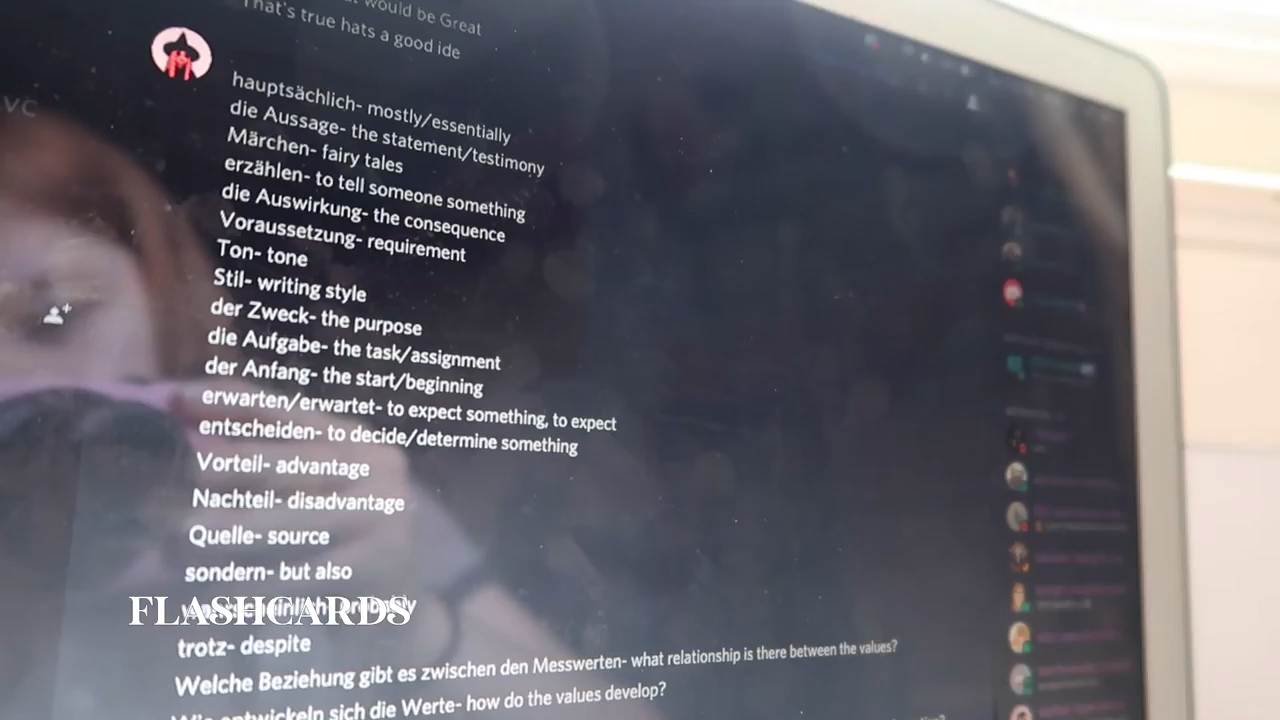 would be Great
That's true hats a good ide
VC
hauptsächlich- mostly/essentially
die Aussage- the statement/testimony
Märchen- fairy tales
erzählen- to tell someone something
die Auswirkung- the consequence
Voraussetzung- requirement
Ton- tone
Stil- writing style
der Zweck- the purpose
die Aufgabe- the task/assignment
der Anfang- the start/beginning
erwarten/erwartet- to expect something, to expect
entscheiden- to decide/determine something
Vorteil- advantage
Nachteil- disadvantage
Quelle- source
sondern- but also
FLASHCARDS
trotz- despite
Welche Beziehung gibt es zwischen den Messwerten- what relationship is there between the values?
entwickeln sich die Werte- how do the values develop?